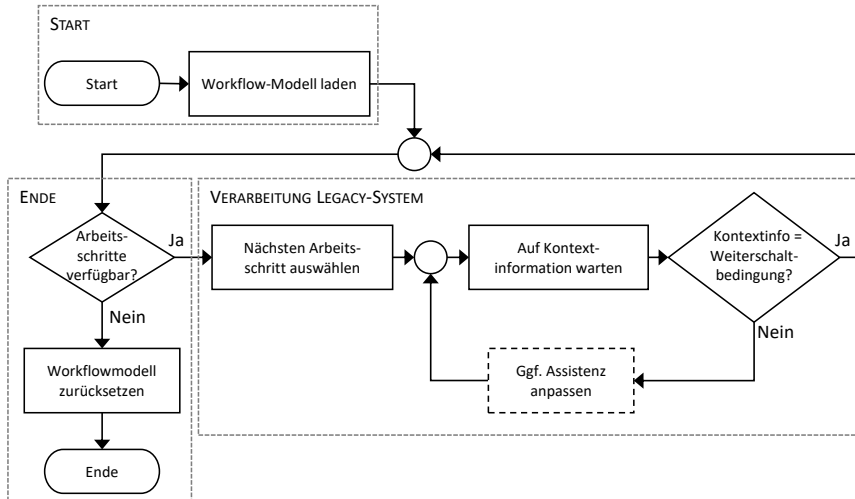 START
Start
Workflow-Modell laden
ENDE
VERARBEITUNG LEGACY-SYSTEM
Arbeits-
schritte
verfügbar?
Ja
Nächsten Arbeits-
schritt auswählen
Auf Kontext-
information warten
Kontextinfo =
Weiterschalt-
bedingung?
Ja
Nein
Nein
Workflowmodell
zurücksetzen
Ggf. Assistenz
anpassen
Ende